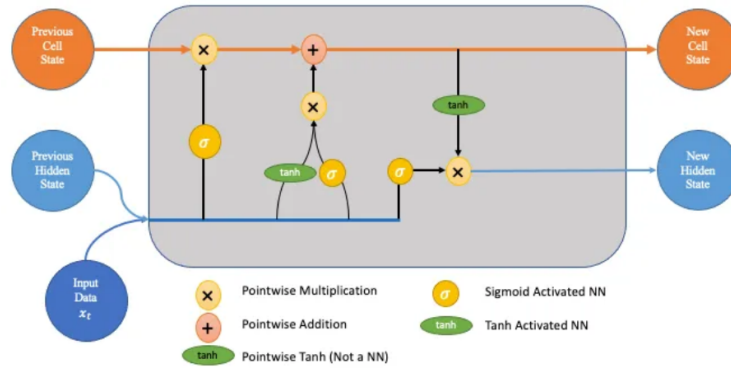 Previous
Cell
State
×
+
New
Cell
State
×
tanh
σ
Previous
Hidden
State
tanh
σ
σ
×
New
Hidden
State
Input
Data
xₜ
× Pointwise Multiplication
σ Sigmoid Activated NN
+ Pointwise Addition
tanh Tanh Activated NN
tanh Pointwise Tanh (Not a NN)